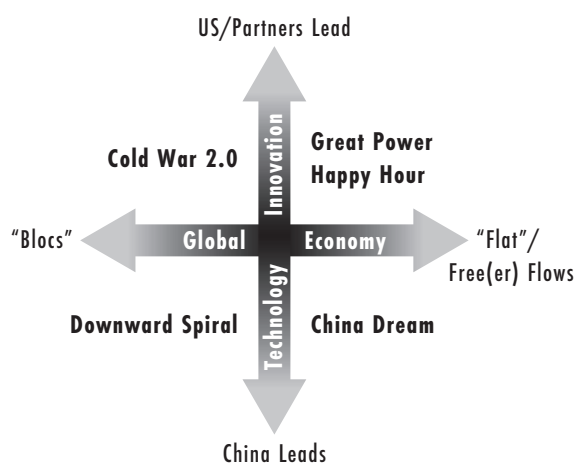 US/Partners Lead
Innovation
Cold War 2.0
Great Power
Happy Hour
"Blocs"
Global
Economy
"Flat"/
Free(er) Flows
Technology
Downward Spiral
China Dream
China Leads